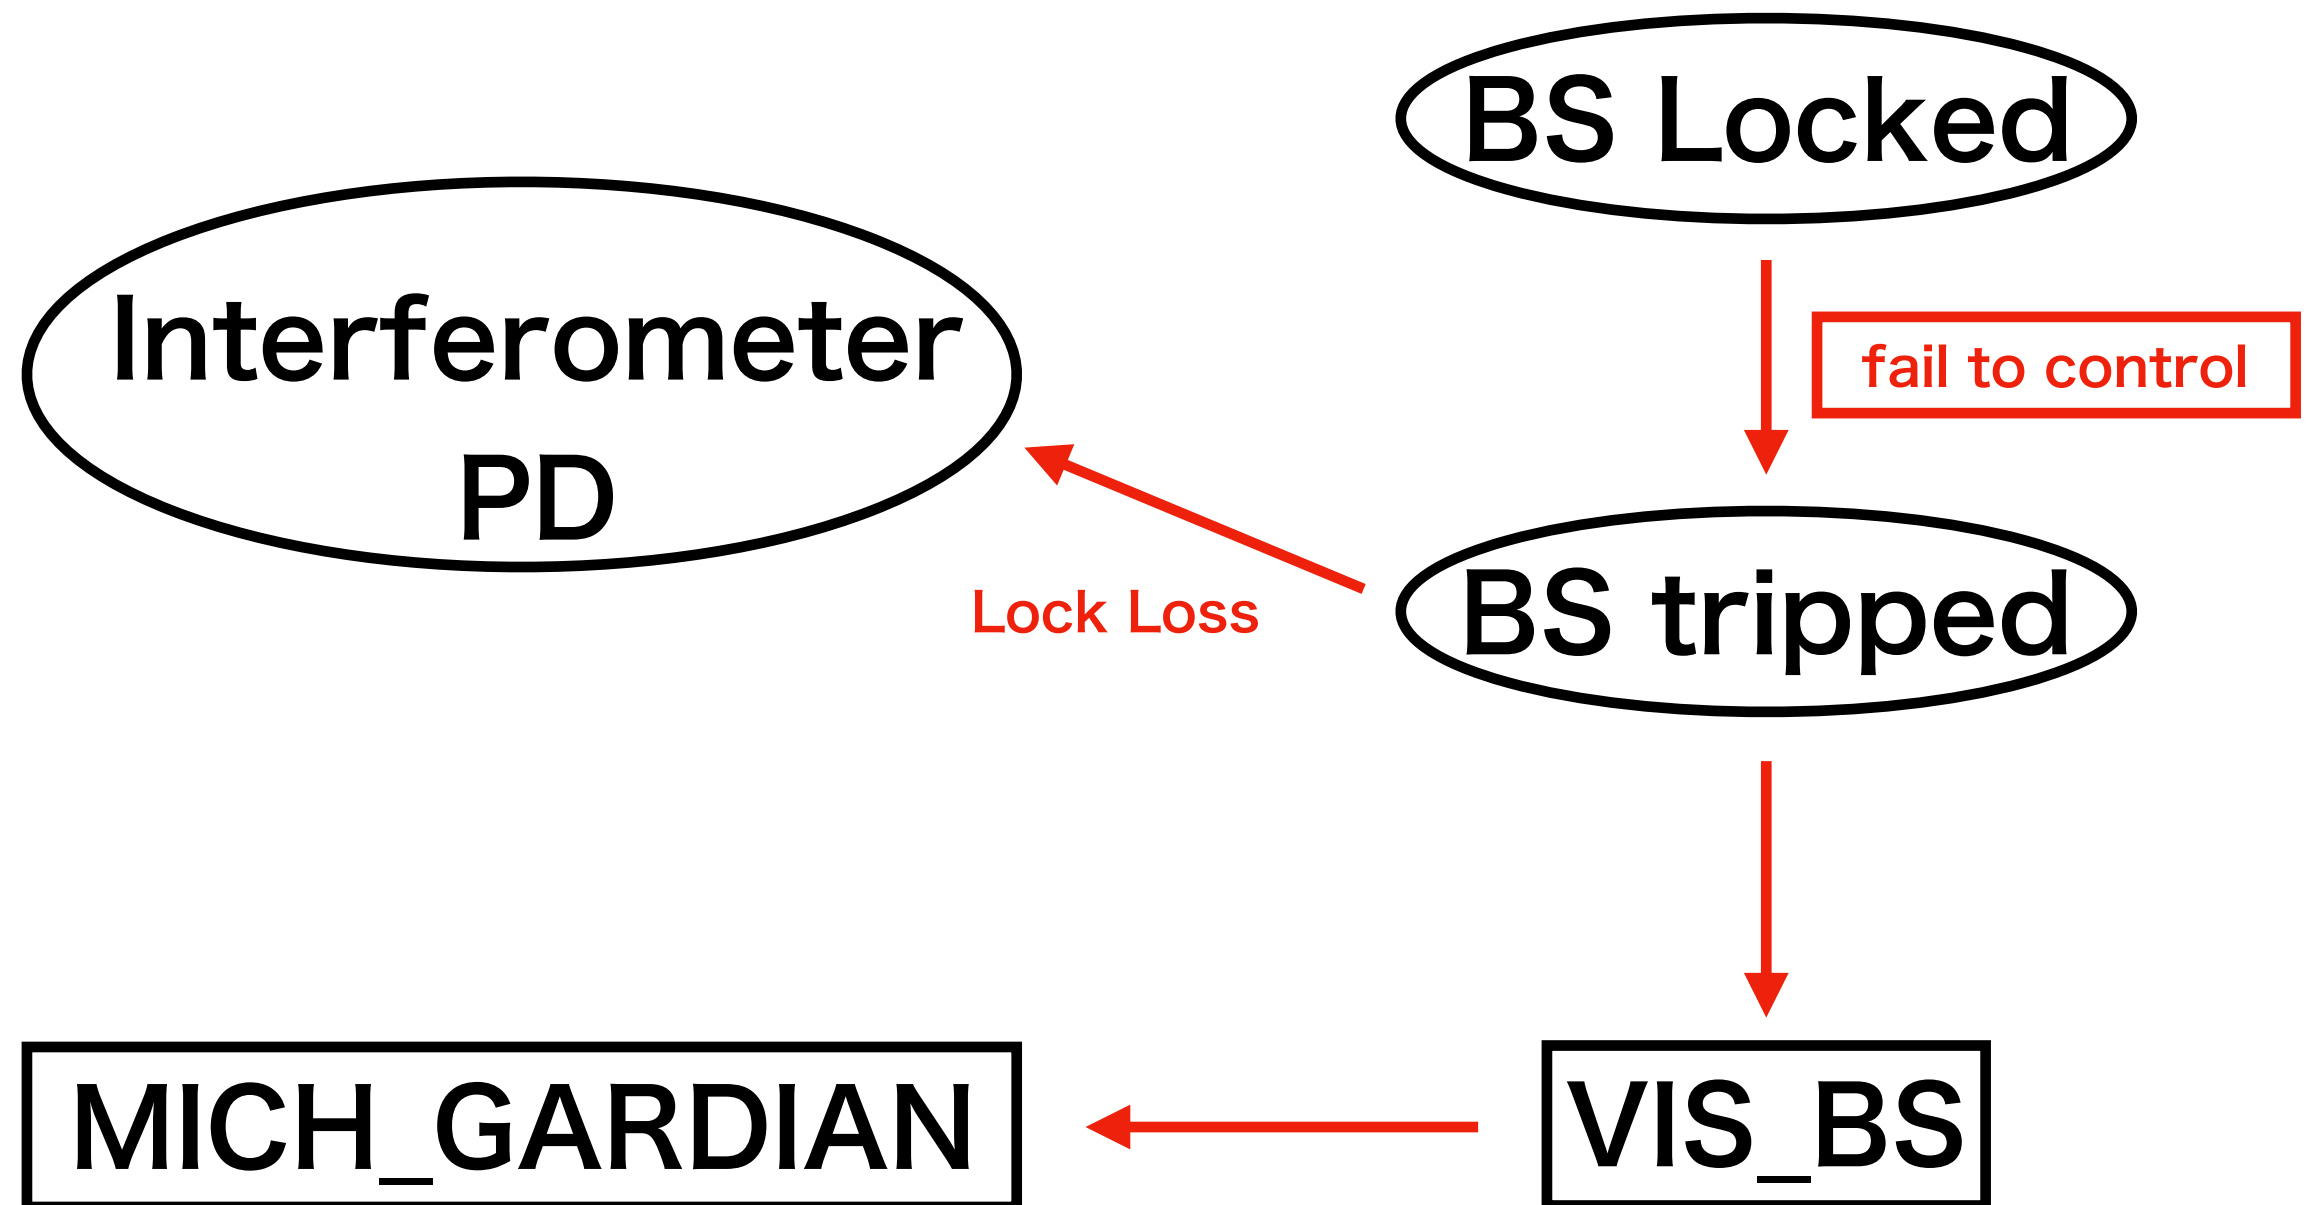 BS Locked
Interferometer
PD
fail to control
Lock Loss
BS tripped
MICH_GARDIAN
VIS_BS